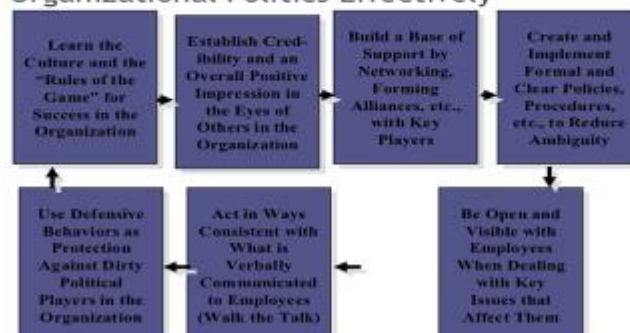 Organizational Politics Effectively
Learn the
Culture and the
“Rules of the
Game” for
Success in the
Organization
Establish Cred-
ibility and an
Overall Positive
Impression in
the Eyes of
Others in the
Organization
Build a Base of
Support by
Networking,
Forming
Alliances, etc.,
with Key
Players
Create and
Implement
Formal and
Clear Policies,
Procedures,
etc., to Reduce
Ambiguity
Be Open and
Visible with
Employees
When Dealing
with Key
Issues that
Affect Them
Act in Ways
Consistent with
What is
Verbally
Communicated
to Employees
(Walk the Talk)
Use Defensive
Behaviors as
Protection
Against Dirty
Political
Players in the
Organization